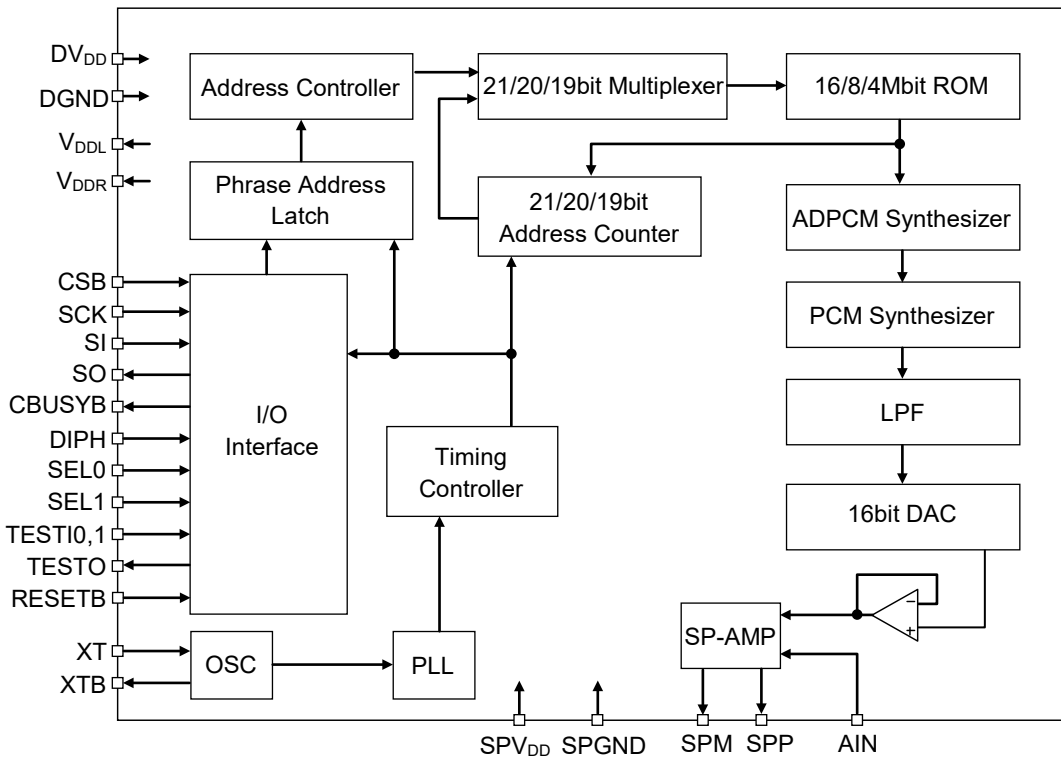 DVDD
DGND
VDDL
VDDR
CSB
SCK
SI
SO
CBUSYB
DIPH
SEL0
SEL1
TESTI0,1
TESTO
RESETB
XT
XTB
Address Controller
21/20/19bit Multiplexer
16/8/4Mbit ROM
Phrase Address
Latch
21/20/19bit
Address Counter
ADPCM Synthesizer
PCM Synthesizer
I/O
Interface
LPF
Timing
Controller
16bit DAC
−
+
SP-AMP
OSC
PLL
SPVDD
SPGND
SPM
SPP
AIN